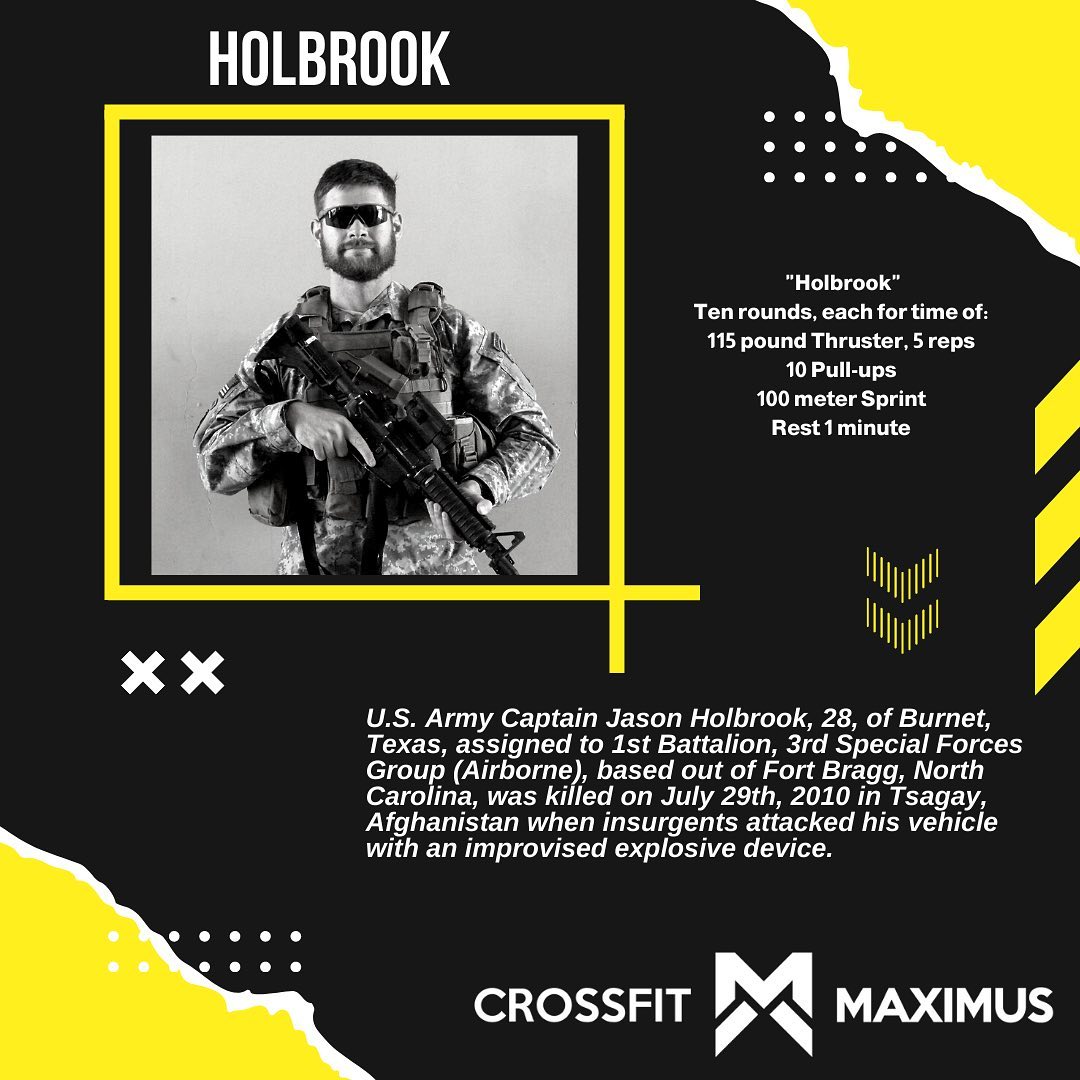 HOLBROOK
"Holbrook"
Ten rounds, each for time of:
115 pound Thruster, 5 reps
10 Pull-ups
100 meter Sprint
Rest 1 minute
U.S. Army Captain Jason Holbrook, 28, of Burnet,
Texas, assigned to 1st Battalion, 3rd Special Forces
Group (Airborne), based out of Fort Bragg, North
Carolina, was killed on July 29th, 2010 in Tsagay,
Afghanistan when insurgents attacked his vehicle
with an improvised explosive device.
CROSSFIT MAXIMUS